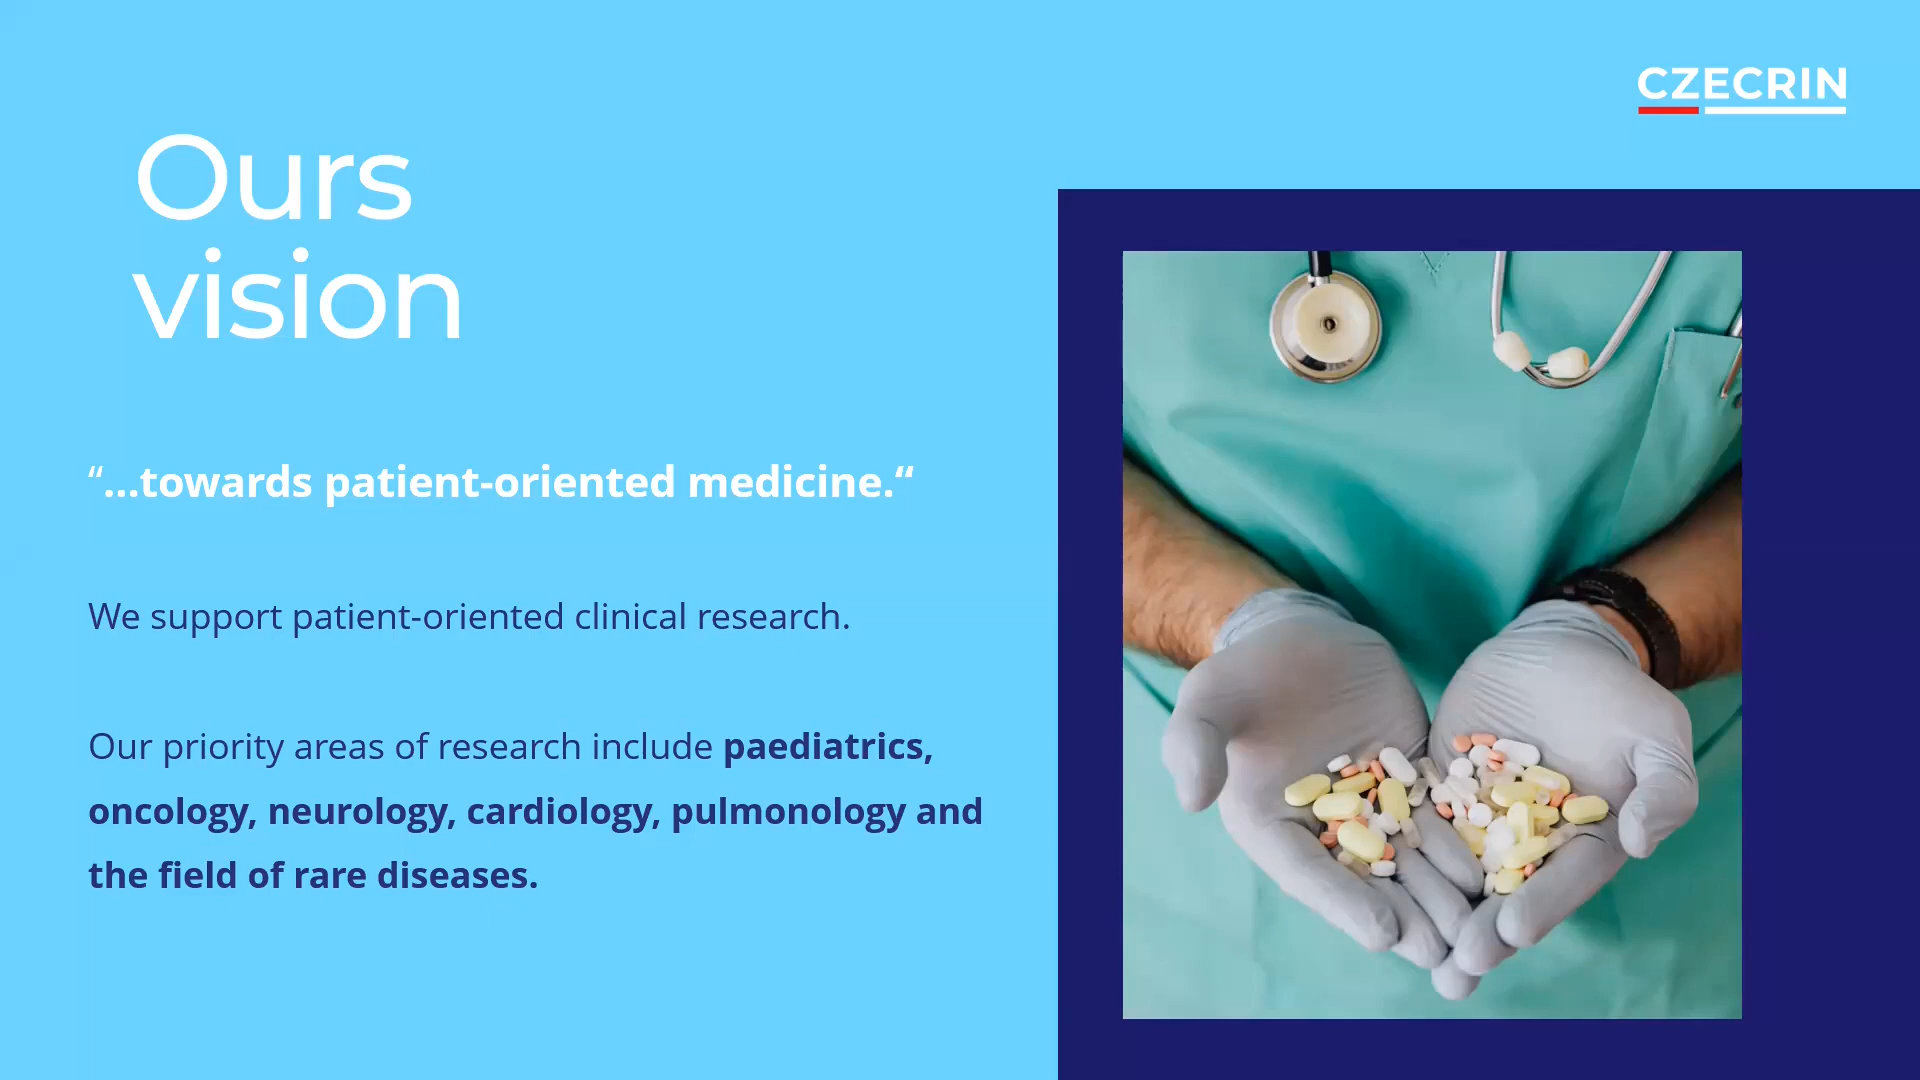 CZECRIN
Ours
vision
“...towards patient-oriented medicine.“
We support patient-oriented clinical research.
Our priority areas of research include paediatrics,
oncology, neurology, cardiology, pulmonology and
the field of rare diseases.